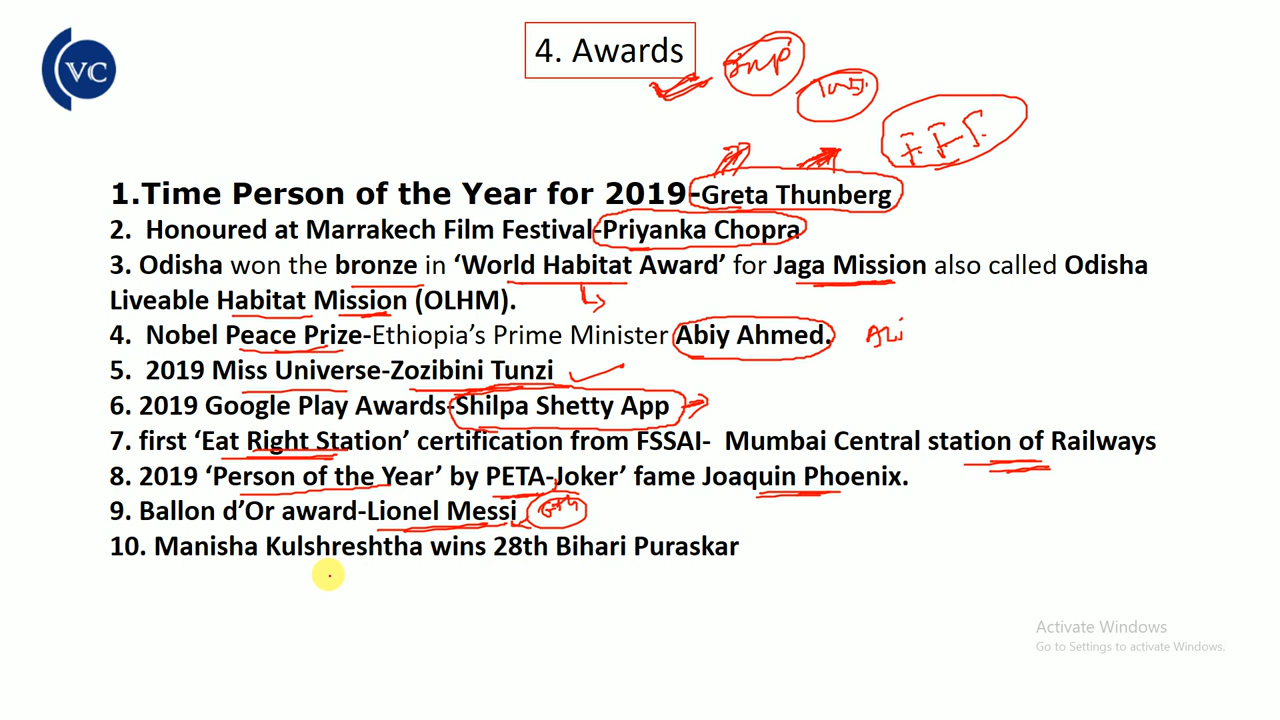 VC
4. Awards
Imp
1.Time Person of the Year for 2019-Greta Thunberg
2. Honoured at Marrakech Film Festival-Priyanka Chopra
3. Odisha won the bronze in ‘World Habitat Award’ for Jaga Mission also called Odisha
Liveable Habitat Mission (OLHM).
4. Nobel Peace Prize-Ethiopia’s Prime Minister Abiy Ahmed.
5. 2019 Miss Universe-Zozibini Tunzi
6. 2019 Google Play Awards-Shilpa Shetty App
7. first ‘Eat Right Station’ certification from FSSAI- Mumbai Central station of Railways
8. 2019 ‘Person of the Year’ by PETA-Joker’ fame Joaquin Phoenix.
9. Ballon d’Or award-Lionel Messi
10. Manisha Kulshreshtha wins 28th Bihari Puraskar
Activate Windows
Go to Settings to activate Windows.